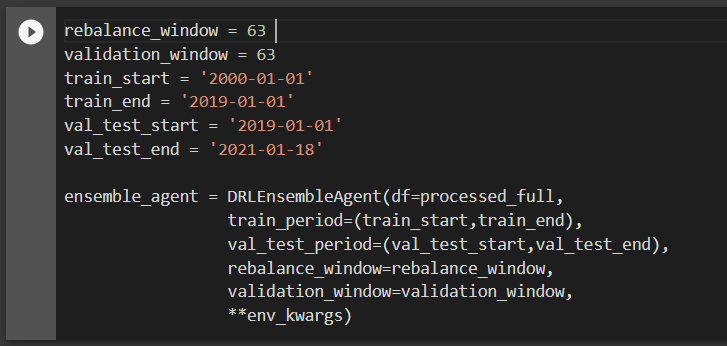 rebalance_window = 63
validation_window = 63
train_start = '2000-01-01'
train_end = '2019-01-01'
val_test_start = '2019-01-01'
val_test_end = '2021-01-18'

ensemble_agent = DRLEnsembleAgent(df=processed_full,
                 train_period=(train_start,train_end),
                 val_test_period=(val_test_start,val_test_end),
                 rebalance_window=rebalance_window,
                 validation_window=validation_window,
                 **env_kwargs)